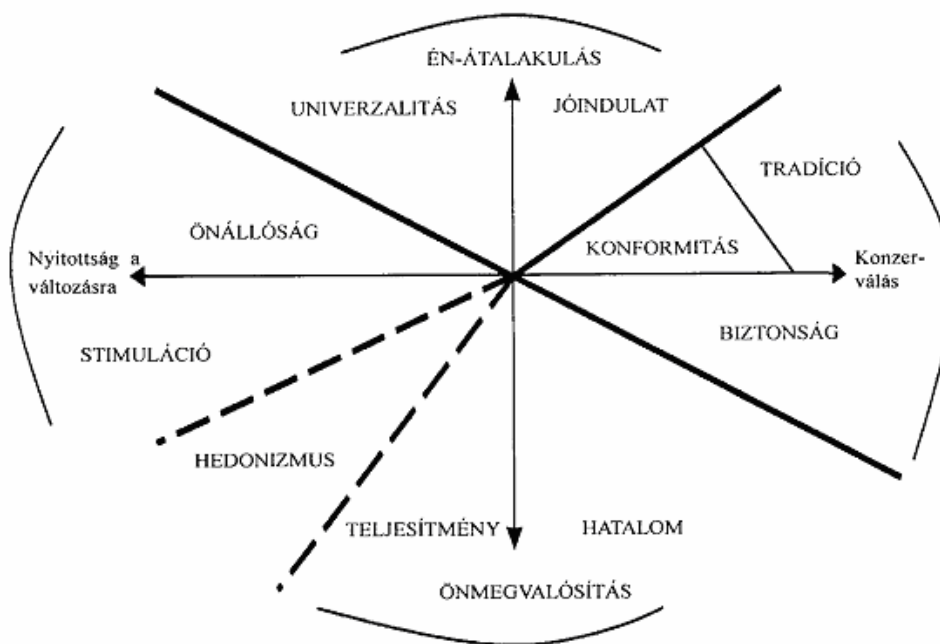 ÉN-ÁTALAKULÁS
UNIVERZALITÁS
JÓINDULAT
TRADÍCIÓ
ÖNÁLLÓSÁG
KONFORMITÁS
Nyitottság a
változásra
Konzer-
válás
BIZTONSÁG
STIMULÁCIÓ
HEDONIZMUS
TELJESÍTMÉNY
HATALOM
ÖNMEGVALÓSÍTÁS